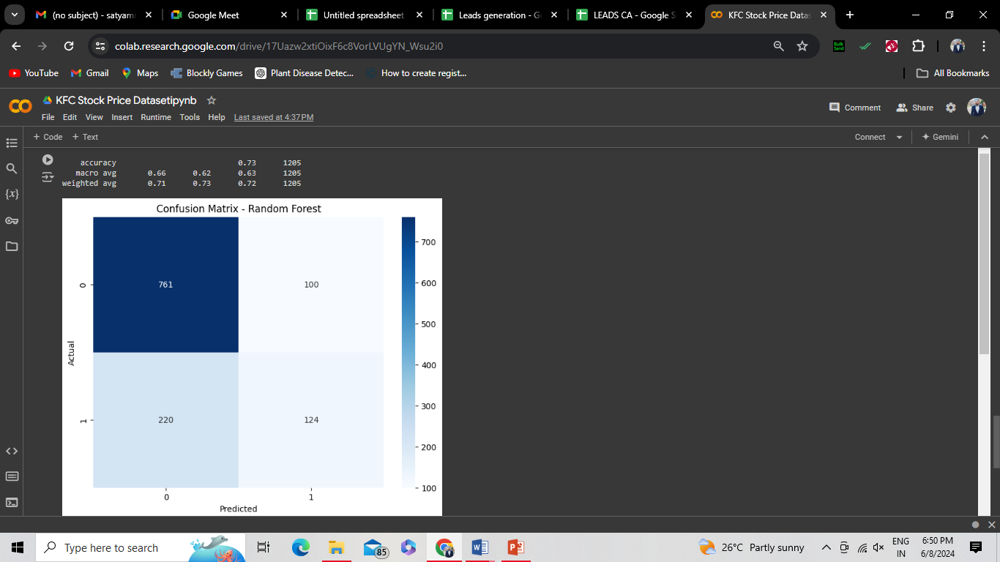 (no subject) - satyam
Google Meet
Untitled spreadsheet
Leads generation - G
LEADS CA - Google S
KFC Stock Price Datas
colab.research.google.com/drive/17Uazw2xtiOixF6c8VorLVUgYN_Wsu2i0
Bulk Send
YouTube
Gmail
Maps
Blockly Games
Plant Disease Detec...
How to create regist...
All Bookmarks
KFC Stock Price Datasetipynb
File Edit View Insert Runtime Tools Help Last saved at 4:37 PM
Comment Share
+ Code + Text
Connect Gemini
accuracy 0.73 1205
macro avg 0.66 0.62 0.63 1205
weighted avg 0.71 0.73 0.72 1205
Confusion Matrix - Random Forest
761 100
220 124
0
1
Actual
0 1
Predicted
700
600
500
400
300
200
100
Type here to search
85
26°C Partly sunny
ENG
IN
6:50 PM
6/8/2024